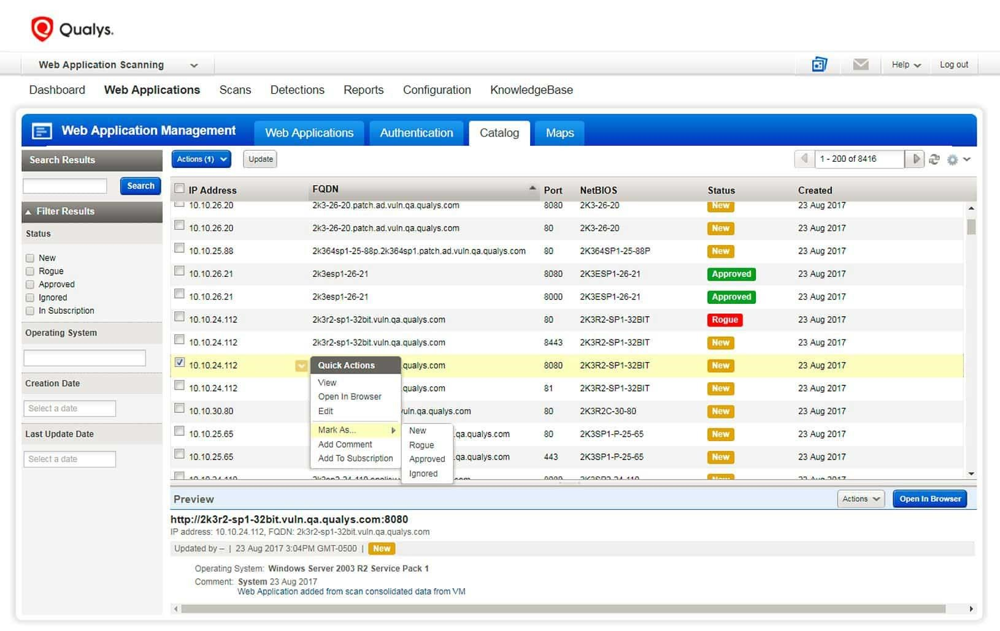 Qualys.
Web Application Scanning
Help
Log out
Dashboard Web Applications Scans Detections Reports Configuration KnowledgeBase
Web Application Management Web Applications Authentication Catalog Maps
Search Results
Search
Filter Results
Status
New
Rogue
Approved
Ignored
In Subscription
Operating System
Creation Date
Select a date
Last Update Date
Select a date
Actions (1) Update 1 - 200 of 8416
IP Address FQDN Port NetBIOS Status Created
10.10.26.20 2k3-26-20.patch.ad.vuln.qa.qualys.com 8080 2K3-26-20 New 23 Aug 2017
10.10.26.20 2k3-26-20.patch.ad.vuln.qa.qualys.com 80 2K3-26-20 New 23 Aug 2017
10.10.25.88 2k364sp1-25-88p.2k364sp1.patch.ad.vuln.qa.qualys.com 80 2K364SP1-25-88P New 23 Aug 2017
10.10.26.21 2k3esp1-26-21 8080 2K3ESP1-26-21 Approved 23 Aug 2017
10.10.26.21 2k3esp1-26-21 8000 2K3ESP1-26-21 Approved 23 Aug 2017
10.10.24.112 2k3r2-sp1-32bit.vuln.qa.qualys.com 80 2K3R2-SP1-32BIT Rogue 23 Aug 2017
10.10.24.112 2k3r2-sp1-32bit.vuln.qa.qualys.com 8443 2K3R2-SP1-32BIT New 23 Aug 2017
10.10.24.112 qualys.com 8080 2K3R2-SP1-32BIT New 23 Aug 2017
10.10.24.112 qualys.com 81 2K3R2-SP1-32BIT New 23 Aug 2017
10.10.30.80 vuln.qa.qualys.com 80 2K3R2C-30-80 New 23 Aug 2017
10.10.25.65 .qa.qualys.com 80 2K3SP1-P-25-65 New 23 Aug 2017
10.10.25.65 .qa.qualys.com 443 2K3SP1-P-25-65 New 23 Aug 2017
Quick Actions
View
Open In Browser
Edit
Mark As...
Add Comment
Add To Subscription
New
Rogue
Approved
Ignored
Preview Actions Open In Browser
http://2k3r2-sp1-32bit.vuln.qa.qualys.com:8080
IP address: 10.10.24.112, FQDN: 2k3r2-sp1-32bit.vuln.qa.qualys.com
Updated by – | 23 Aug 2017 3:04PM GMT-0500 | New
Operating System: Windows Server 2003 R2 Service Pack 1
Comment: System 23 Aug 2017
Web Application added from scan consolidated data from VM